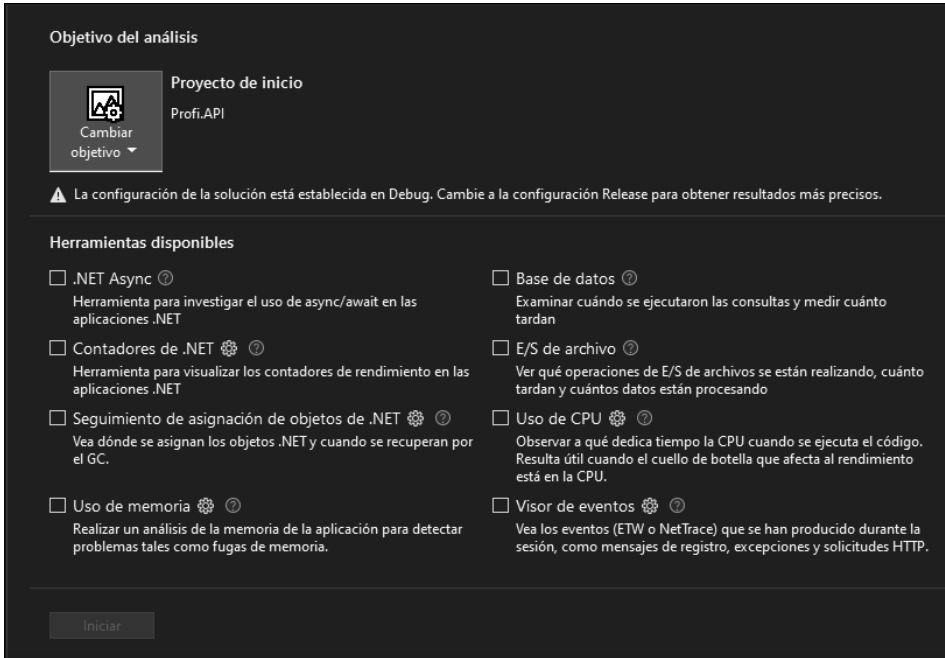 Objetivo del análisis
Cambiar
objetivo
Proyecto de inicio
Profi.API
La configuración de la solución está establecida en Debug. Cambie a la configuración Release para obtener resultados más precisos.
Herramientas disponibles
.NET Async
Herramienta para investigar el uso de async/await en las
aplicaciones .NET
Contadores de .NET
Herramienta para visualizar los contadores de rendimiento en las
aplicaciones .NET
Seguimiento de asignación de objetos de .NET
Vea dónde se asignan los objetos .NET y cuando se recuperan por
el GC.
Uso de memoria
Realizar un análisis de la memoria de la aplicación para detectar
problemas tales como fugas de memoria.
Base de datos
Examinar cuándo se ejecutaron las consultas y medir cuánto
tardan
E/S de archivo
Ver qué operaciones de E/S de archivos se están realizando, cuánto
tardan y cuántos datos están procesando
Uso de CPU
Observar a qué dedica tiempo la CPU cuando se ejecuta el código.
Resulta útil cuando el cuello de botella que afecta al rendimiento
está en la CPU.
Visor de eventos
Vea los eventos (ETW o NetTrace) que se han producido durante la
sesión, como mensajes de registro, excepciones y solicitudes HTTP.
Iniciar